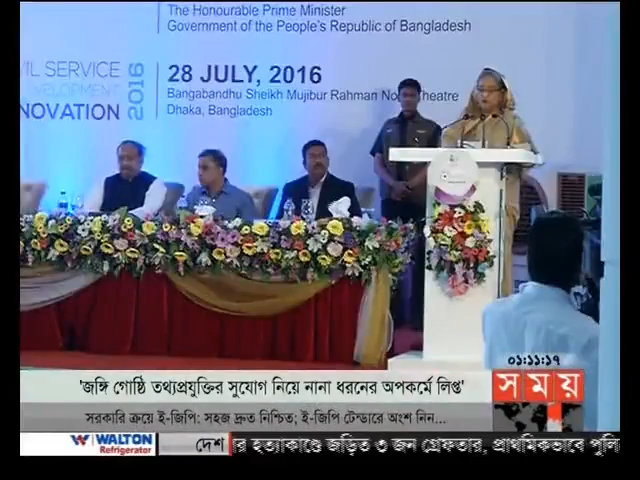 The Honourable Prime Minister
Government of the People's Republic of Bangladesh
VIL SERVICE
2016
NOVATION
28 JULY, 2016
Bangabandhu Sheikh Mujibur Rahman Theatre
Dhaka, Bangladesh
০১:১১:১৭
'জঙ্গি গোষ্ঠি তথ্যপ্রযুক্তির সুযোগ নিয়ে নানা ধরনের অপকর্মে লিপ্ত'
সময়
সরকারি ক্রয়ে ই-জিপি: সহজ দ্রুত নিশ্চিত; ই-জিপি টেন্ডারে অংশ নিন...
WALTON
Refrigerator
দেশ
র হত্যাকাণ্ডে জড়িত ৩ জন গ্রেফতার, প্রাথমিকভাবে পুলি